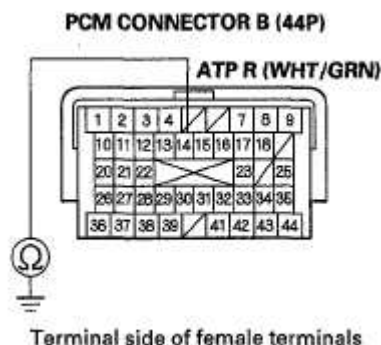 PCM CONNECTOR B (44P)
ATP R (WHT/GRN)
1 2 3 4 7 8 9
10 11 12 13 14 15 16 17 18
20 21 22 23 25
26 27 28 29 30 31 32 33 34 35
36 37 38 39 41 42 43 44
Ω
Terminal side of female terminals